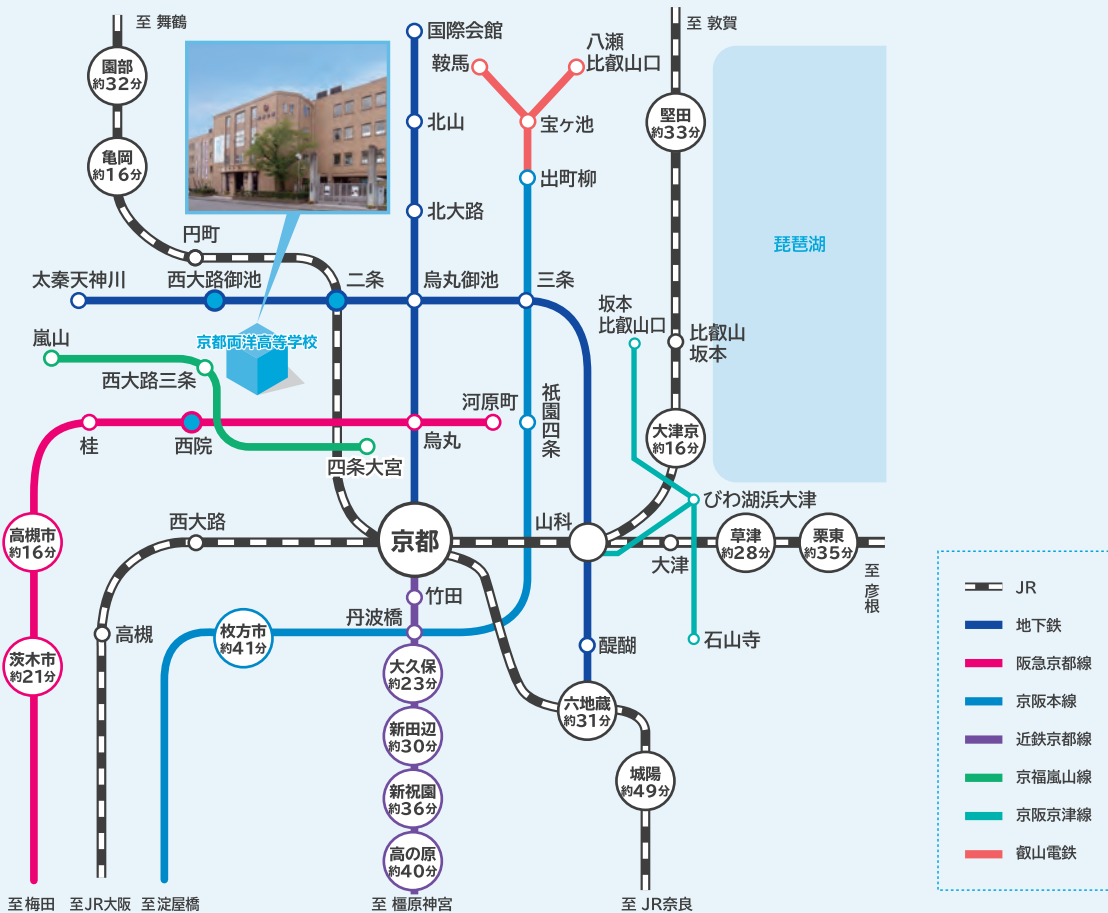 至 舞鶴
国際会館
八瀬
比叡山口
鞍馬
至 敦賀
園部
約32分
北山
宝ヶ池
堅田
約33分
亀岡
約16分
出町柳
北大路
円町
琵琶湖
太秦天神川
西大路御池
二条
烏丸御池
三条
坂本
比叡山口
比叡山
坂本
嵐山
京都両洋高等学校
西大路三条
河原町
祇園四条
桂
西院
烏丸
大津京
約16分
四条大宮
びわ湖浜大津
高槻市
約16分
西大路
京都
山科
大津
草津
約28分
栗東
約35分
至 彦根
竹田
丹波橋
高槻
枚方市
約41分
醍醐
石山寺
茨木市
約21分
大久保
約23分
六地蔵
約31分
新田辺
約30分
城陽
約49分
新祝園
約36分
高の原
約40分
至梅田
至JR大阪
至淀屋橋
至 橿原神宮
至 JR奈良
JR
地下鉄
阪急京都線
京阪本線
近鉄京都線
京福嵐山線
京阪京津線
叡山電鉄